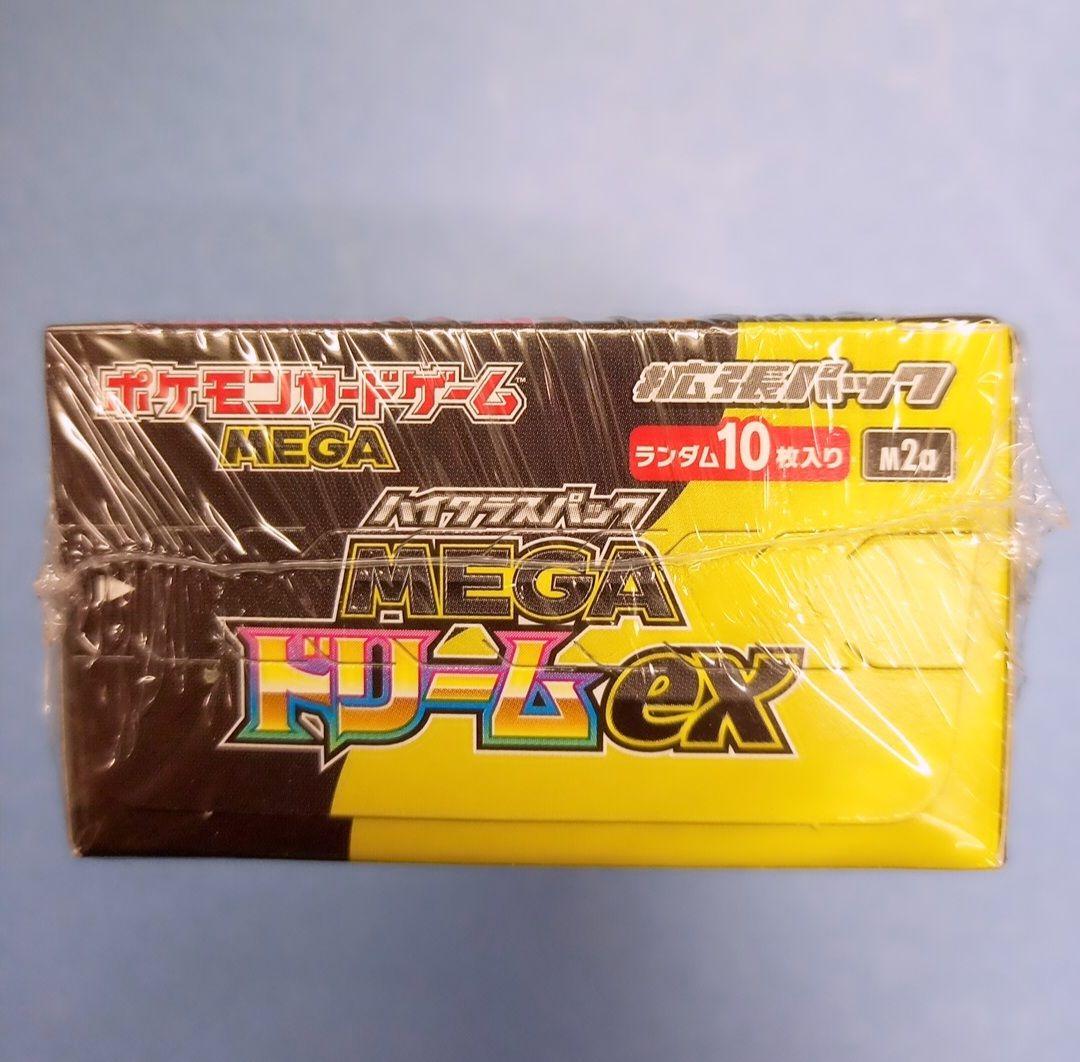 ポケモンカードゲーム™
MEGA
拡張パック
ランダム10枚入り
M2a
ハイクラスパック
MEGA
ドリームex